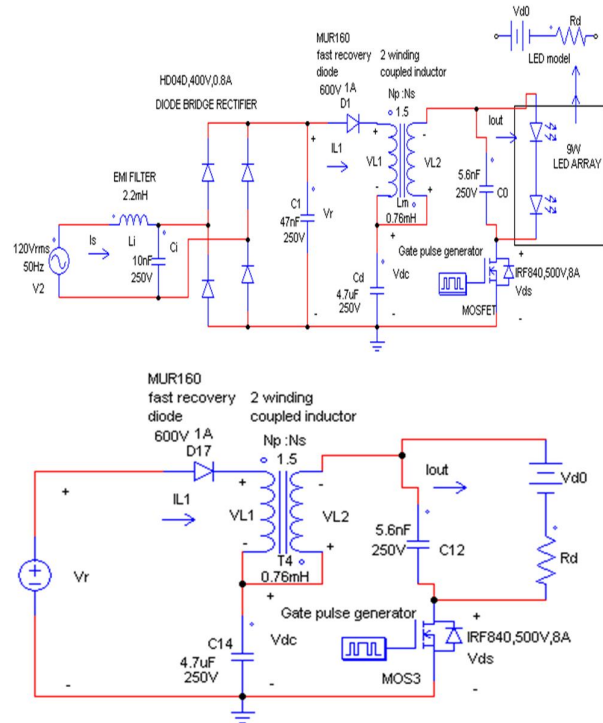 Vd0
Rd
LED model
MUR160
fast recovery
diode
600V 1A
D1
2 winding
coupled inductor
Np :Ns
1.5
HD04D,400V,0.8A
DIODE BRIDGE RECTIFIER
IL1
VL1
VL2
Iout
9W
LED ARRAY
EMI FILTER
2.2mH
Li
Ci
Is
120Vrms
50Hz
V2
10nF
250V
C1
47nF
250V
Vr
+
-
+
-
-
+
Lm
0.76mH
5.6nF
250V
C0
Gate pulse generator
Cd
4.7uF
250V
+
Vdc
-
+
IRF840,500V,8A
Vds
MOSFET
-
MUR160
fast recovery
diode
600V 1A
D17
2 winding
coupled inductor
Np :Ns
1.5
IL1
+
VL1
-
-
VL2
+
T4
0.76mH
Iout
5.6nF
250V
C12
Vd0
Rd
+
Vr
-
Gate pulse generator
C14
4.7uF
250V
+
Vdc
-
+
IRF840,500V,8A
Vds
MOS3
-